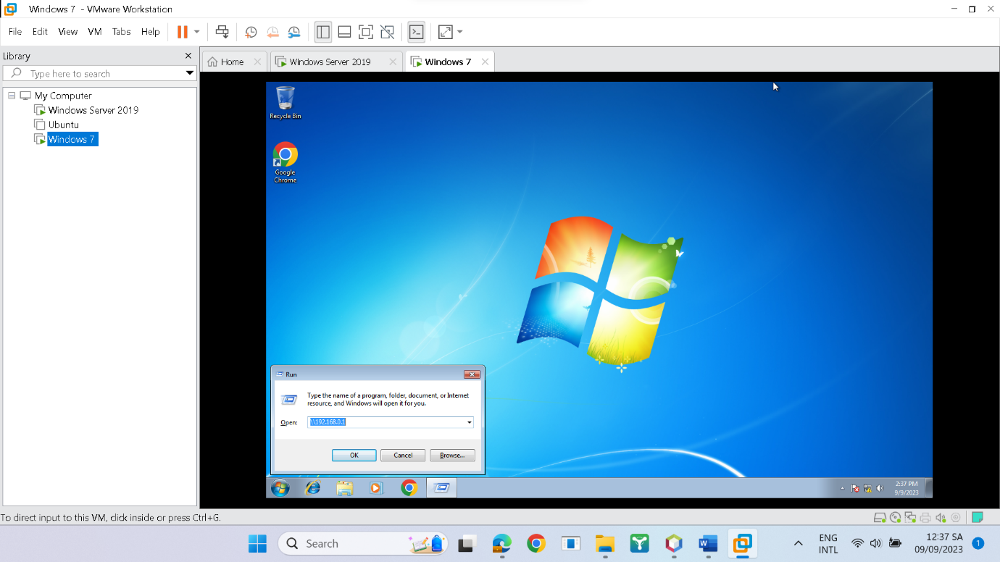 Windows 7 - VMware Workstation
File Edit View VM Tabs Help
Library
Type here to search
My Computer
Windows Server 2019
Ubuntu
Windows 7
Home
Windows Server 2019
Windows 7
Recycle Bin
Google
Chrome
Run
Type the name of a program, folder, document, or Internet
resource, and Windows will open it for you.
Open: \\192.168.0.1
OK Cancel Browse...
2:37 PM
9/9/2023
To direct input to this VM, click inside or press Ctrl+G.
Search
ENG
INTL
12:37 SA
09/09/2023
1